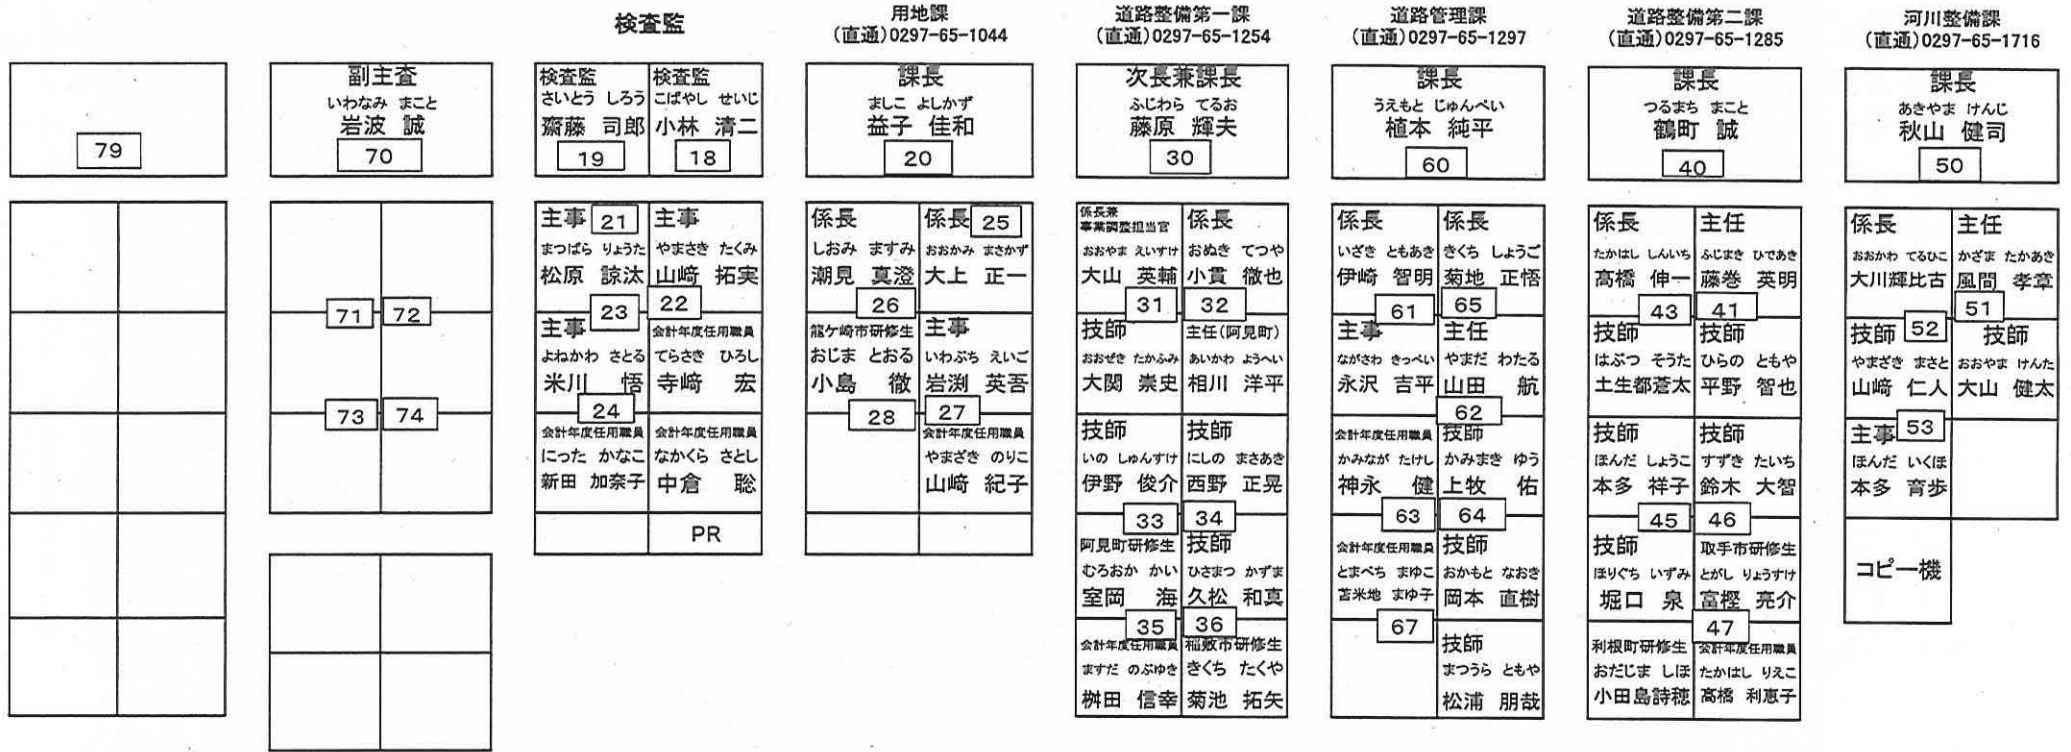 検査監
用地課
(直通)0297-65-1044
道路整備第一課
(直通)0297-65-1254
道路管理課
(直通)0297-65-1297
道路整備第二課
(直通)0297-65-1285
河川整備課
(直通)0297-65-1716
79
副主査
いわなみ まこと
岩波 誠
70
検査監
さいとう しろう
齋藤 司郎
19
検査監
こばやし せいじ
小林 清二
18
課長
ましこ よしかず
益子 佳和
20
次長兼課長
ふじわら てるお
藤原 輝夫
30
課長
うえもと じゅんぺい
植本 純平
60
課長
つるまち まこと
鶴町 誠
40
課長
あきやま けんじ
秋山 健司
50
71 72
73 74
主事 21
まつばら りょうた
松原 諒汰
主事
やまさき たくみ
山﨑 拓実
23 22
主事
よねかわ さとる
米川 悟
会計年度任用職員
てらさき ひろし
寺﨑 宏
24
会計年度任用職員
にった かなこ
新田 加奈子
会計年度任用職員
なかくら さとし
中倉 聡
PR
係長
しおみ ますみ
潮見 真澄
係長 25
おおかみ まさかず
大上 正一
26
龍ケ崎市研修生
おじま とおる
小島 徹
主事
いわぶち えいご
岩渕 英吾
28 27
会計年度任用職員
やまざき のりこ
山﨑 紀子
係長兼
事業調整担当官
おおやま えいすけ
大山 英輔
係長
おぬき てつや
小貫 徹也
31 32
技師
おおぜき たかふみ
大関 崇史
主任(阿見町)
あいかわ ようへい
相川 洋平
技師
いの しゅんすけ
伊野 俊介
技師
にしの まさあき
西野 正晃
33 34
阿見町研修生
むろおか かい
室岡 海
技師
ひさまつ かずま
久松 和真
35 36
会計年度任用職員
ますだ のぶゆき
桝田 信幸
稲敷市研修生
きくち たくや
菊池 拓矢
係長
いざき ともあき
伊崎 智明
係長
きくち しょうご
菊地 正悟
61 65
主事
ながさわ きっぺい
永沢 吉平
主任
やまだ わたる
山田 航
62
会計年度任用職員
かみなが たけし
神永 健
技師
かみまき ゆう
上牧 佑
63 64
会計年度任用職員
とまべち まゆこ
苫米地 まゆ子
技師
おかもと なおき
岡本 直樹
67
技師
まつうら ともや
松浦 朋哉
係長
たかはし しんいち
髙橋 伸一
主任
ふじまき ひであき
藤巻 英明
43 41
技師
はぶつ そうた
土生都蒼太
技師
ひらの ともや
平野 智也
技師
ほんだ しょうこ
本多 祥子
技師
すずき たいち
鈴木 大智
45 46
技師
ほりぐち いずみ
堀口 泉
取手市研修生
とがし りょうすけ
富樫 亮介
47
利根町研修生
おだじま しほ
小田島詩穂
会計年度任用職員
たかはし りえこ
髙橋 利恵子
係長
おおかわ てるひこ
大川輝比古
主任
かざま たかあき
風間 孝章
51
技師 52
やまざき まさと
山﨑 仁人
技師
おおやま けんた
大山 健太
主事 53
ほんだ いくほ
本多 育歩
コピー機